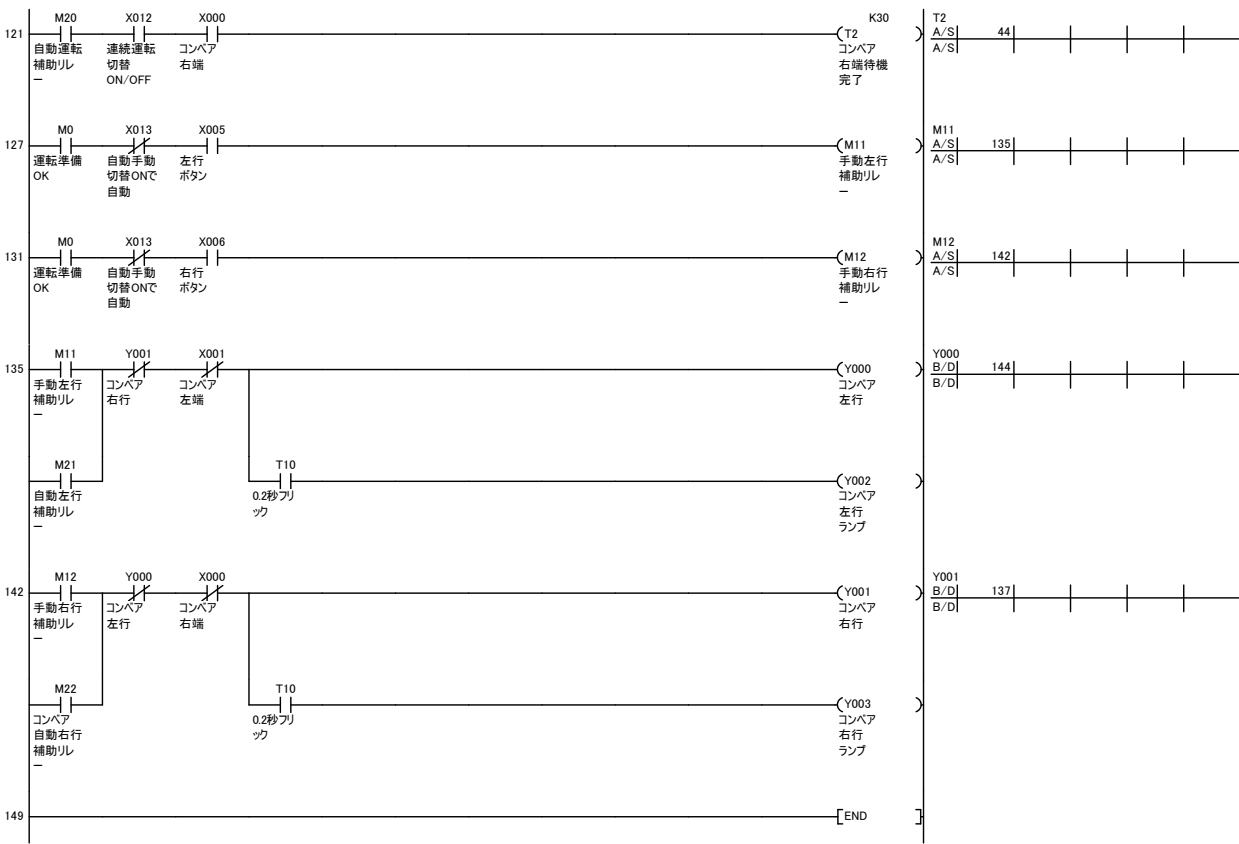 M20 X012 X000 K30 T2
121 (T2 ) A/S 44
自動運転 連続運転 コンベア コンベア A/S
補助リレ 切替 右端 右端待機
ー ON/OFF 完了
M0 X013 X005 M11
127 (M11 ) A/S 135
運転準備 自動手動 左行 手動左行 A/S
OK 切替ONで ボタン 補助リレ
自動 ー
M0 X013 X006 M12
131 (M12 ) A/S 142
運転準備 自動手動 右行 手動右行 A/S
OK 切替ONで ボタン 補助リレ
自動 ー
M11 Y001 X001 Y000
135 (Y000 ) B/D 144
手動左行 コンベア コンベア コンベア B/D
補助リレ 右行 左端 左行
ー
M21 T10
(Y002 )
自動左行 0.2秒フリ コンベア
補助リレ ック 左行
ー ランプ
M12 Y000 X000 Y001
142 (Y001 ) B/D 137
手動右行 コンベア コンベア コンベア B/D
補助リレ 左行 右端 右行
ー
M22 T10
(Y003 )
コンベア 0.2秒フリ コンベア
自動右行 ック 右行
補助リレ ランプ
ー
149 [END ]